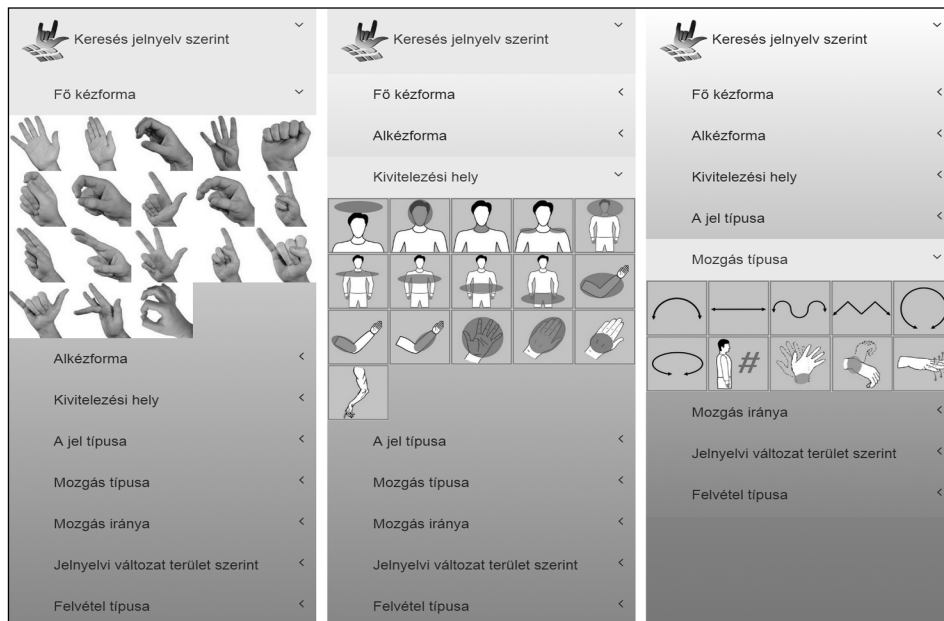 Keresés jelnyelv szerint
Fő kézforma
Alkézforma
Kivitelezési hely
A jel típusa
Mozgás típusa
Mozgás iránya
Jelnyelvi változat terület szerint
Felvétel típusa
Keresés jelnyelv szerint
Fő kézforma
Alkézforma
Kivitelezési hely
A jel típusa
Mozgás típusa
Mozgás iránya
Jelnyelvi változat terület szerint
Felvétel típusa
Keresés jelnyelv szerint
Fő kézforma
Alkézforma
Kivitelezési hely
A jel típusa
Mozgás típusa
#
Mozgás iránya
Jelnyelvi változat terület szerint
Felvétel típusa